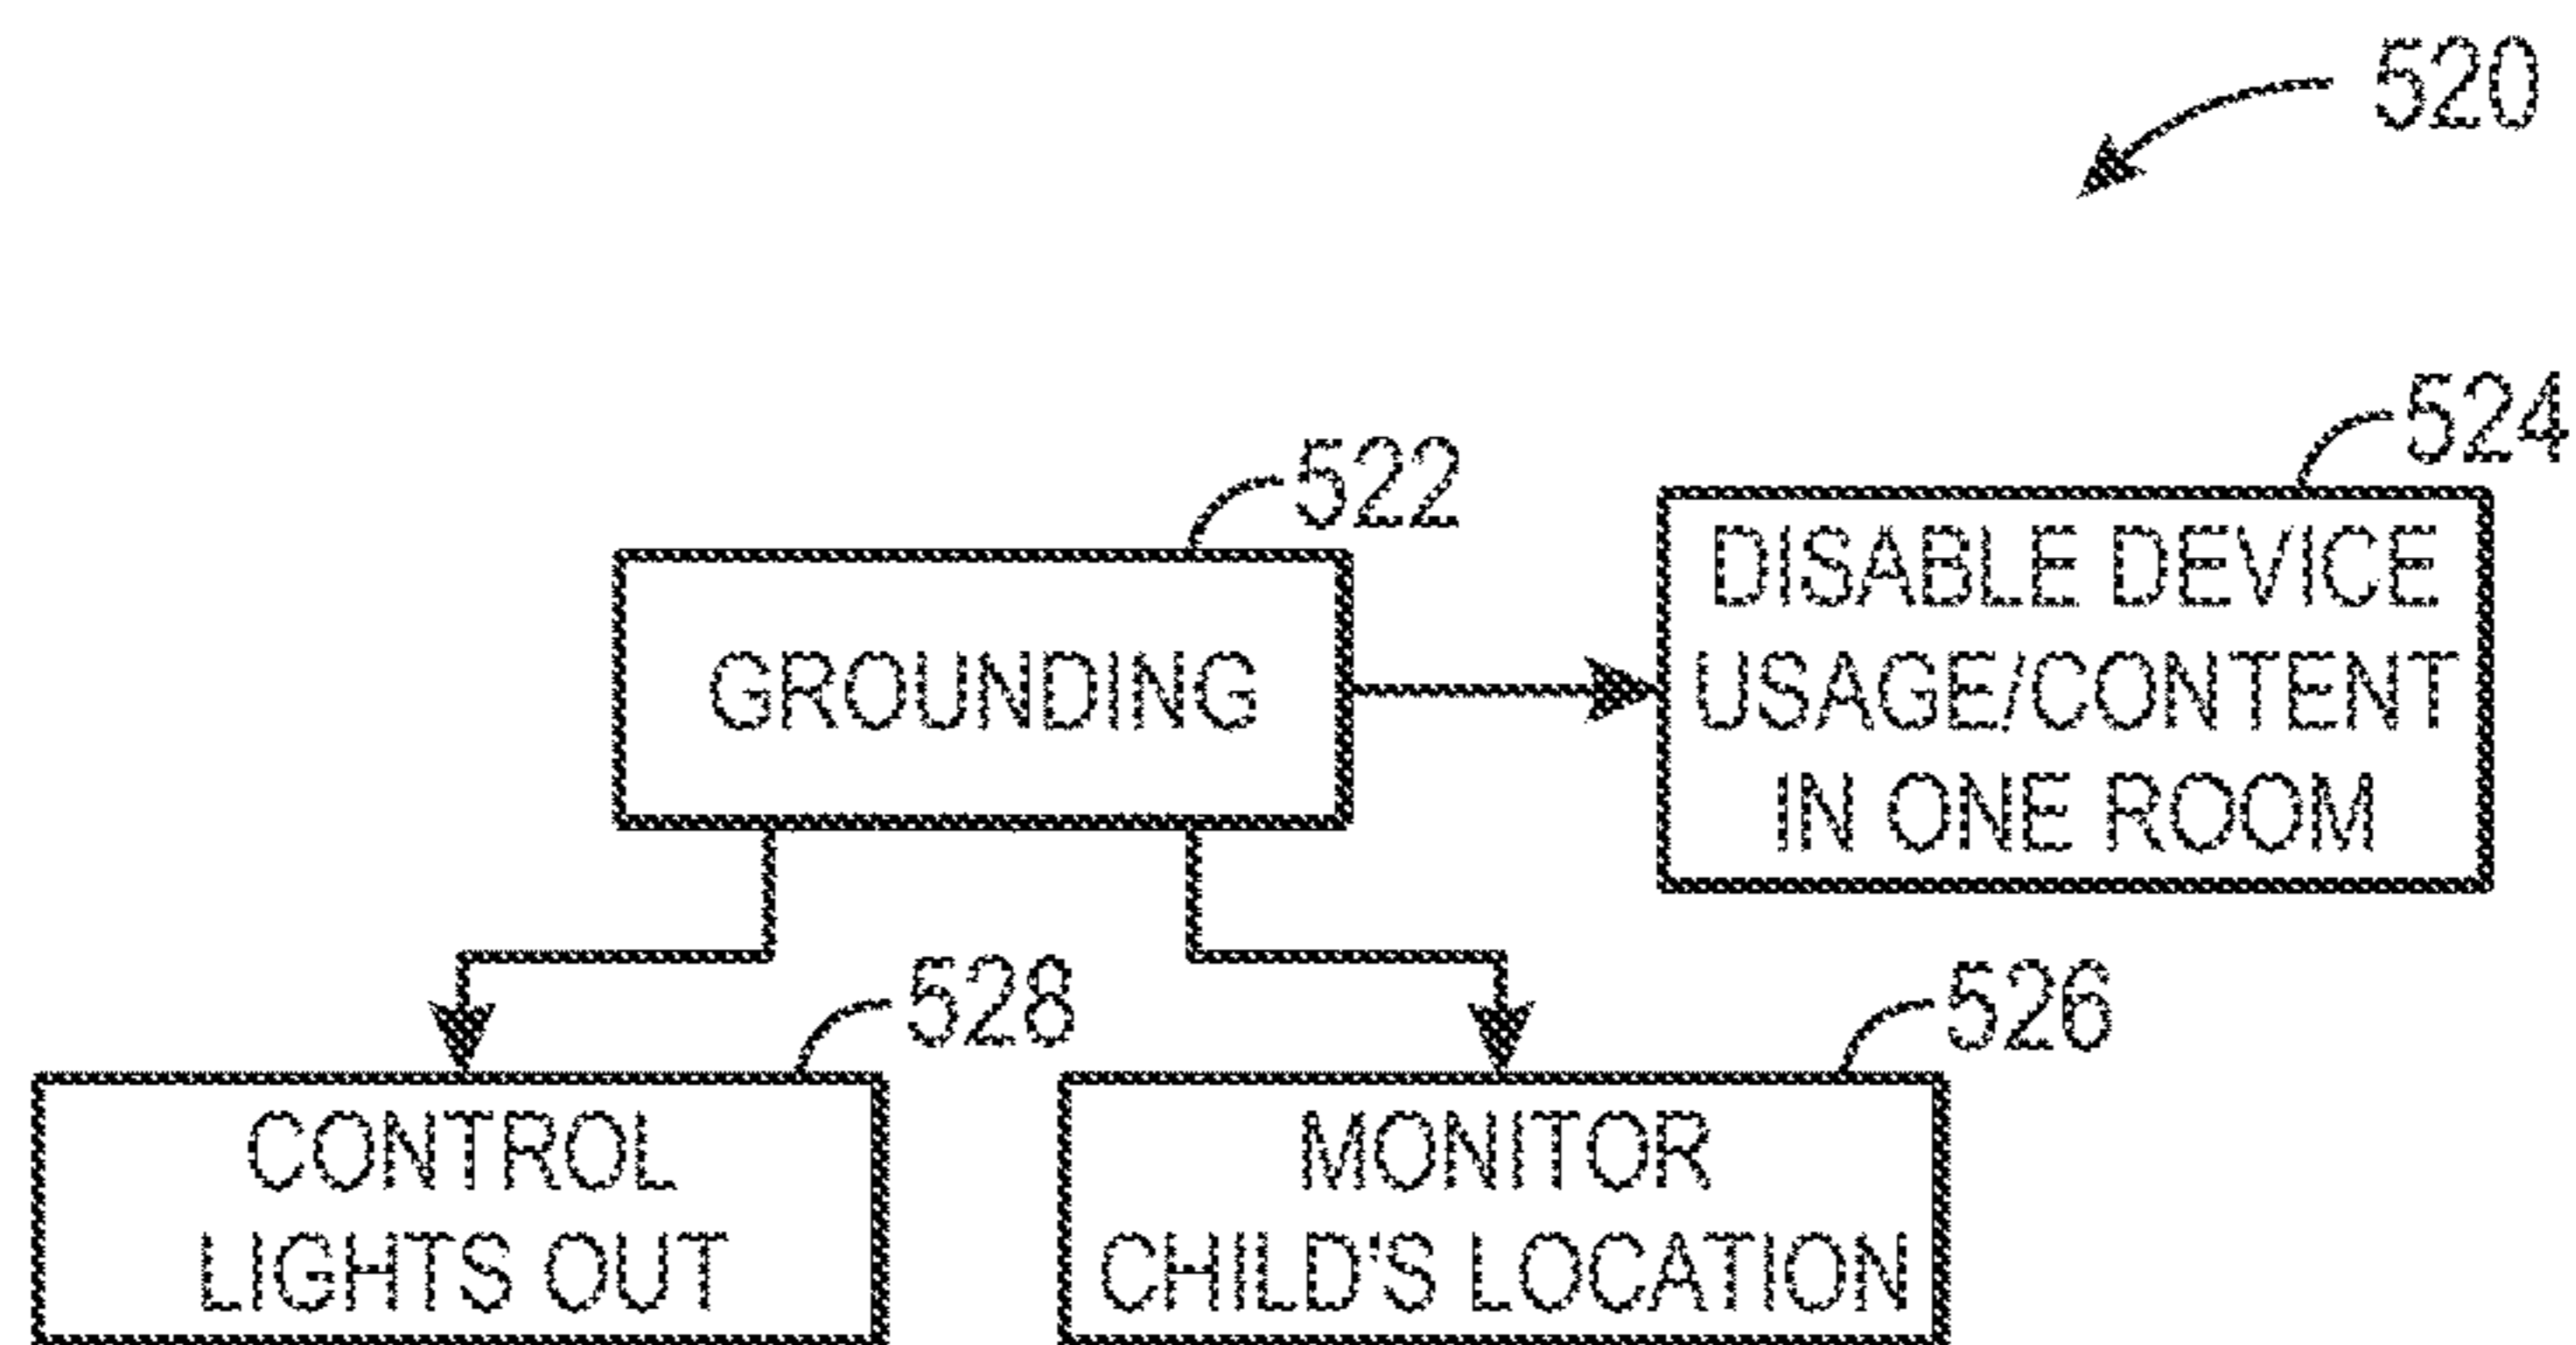 520
522
GROUNDING
524
DISABLE DEVICE
USAGE/CONTENT
IN ONE ROOM
528
CONTROL
LIGHTS OUT
526
MONITOR
CHILD'S LOCATION